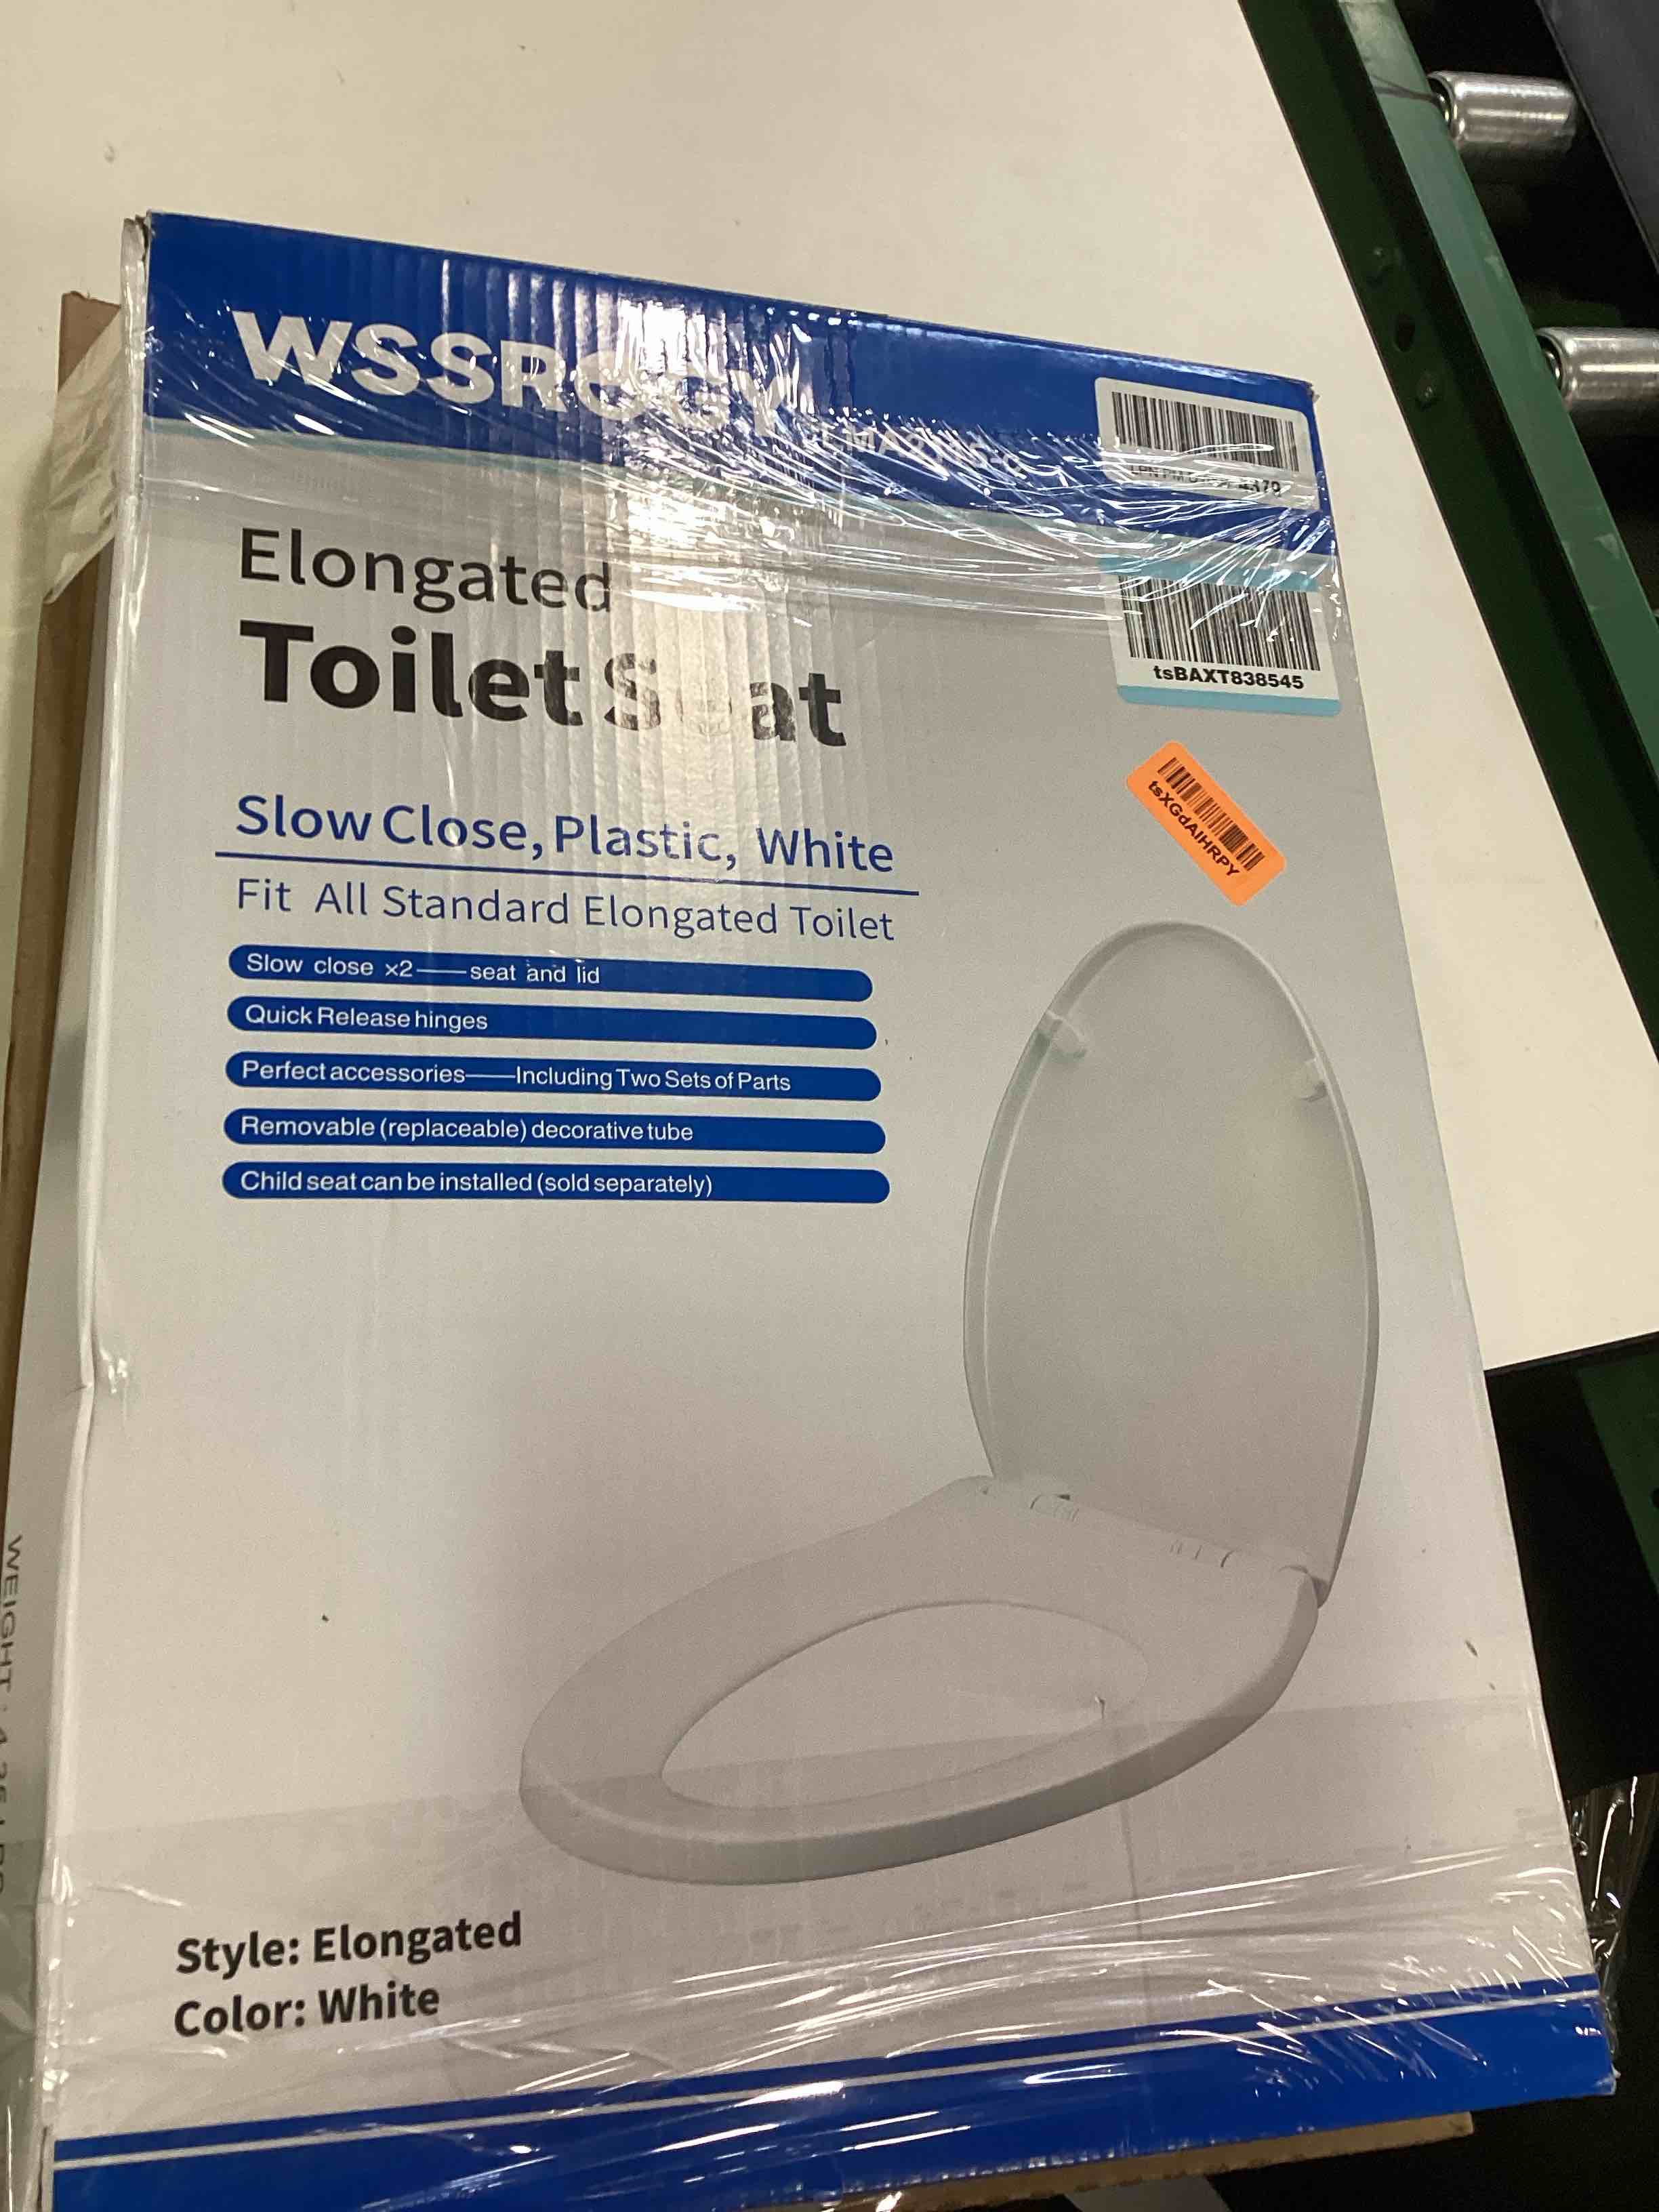 Elongated
Toilet Seat
tsBAXT838545
tsXGdAIHRPY
Slow Close, Plastic, White
Fit All Standard Elongated Toilet
Slow close ×2——seat and lid
Quick Release hinges
Perfect accessories——Including Two Sets of Parts
Removable (replaceable) decorative tube
Child seat can be installed (sold separately)
Style: Elongated
Color: White
WEIGHT: